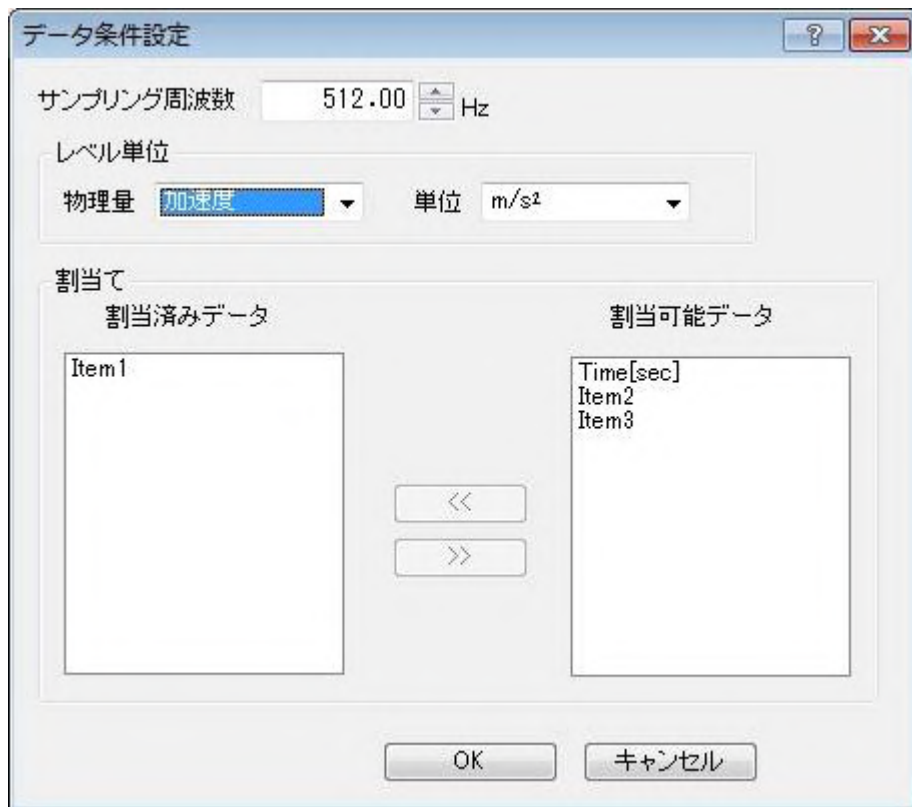 データ条件設定
サンプリング周波数 512.00 Hz
レベル単位
物理量 加速度 単位 m/s²
割当て
割当済みデータ 割当可能データ
Item1
Time[sec]
Item2
Item3
<<
>>
OK キャンセル